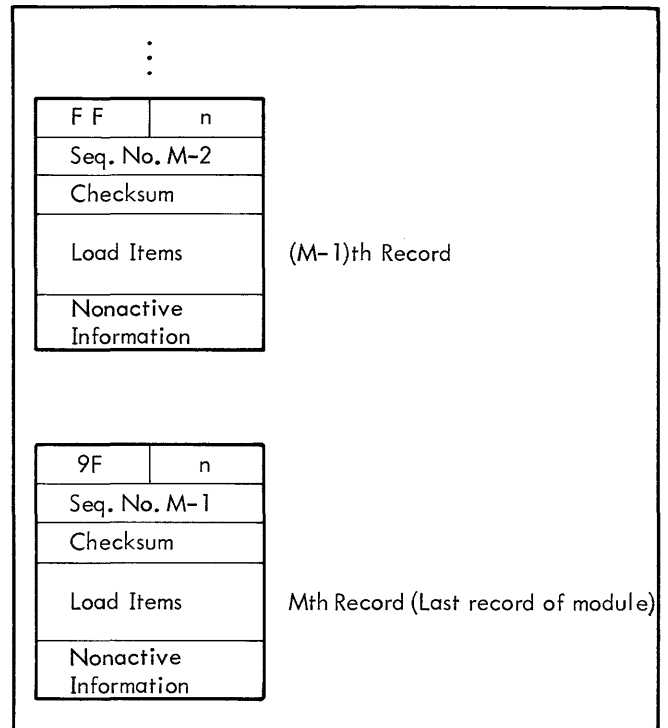 FF n
Seq. No. M-2
Checksum
Load Items (M-1)th Record
Nonactive
Information
9F n
Seq. No. M-1
Checksum
Load Items Mth Record (Last record of module)
Nonactive
Information